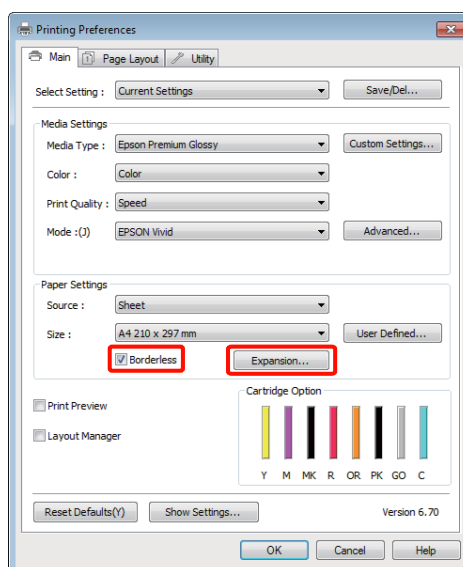 Printing Preferences
Main Page Layout Utility
Select Setting : Current Settings Save/Del...
Media Settings
Media Type : Epson Premium Glossy Custom Settings...
Color : Color
Print Quality : Speed
Mode :(J) EPSON Vivid Advanced...
Paper Settings
Source : Sheet
Size : A4 210 x 297 mm User Defined...
Borderless Expansion...
Cartridge Option
Print Preview
Layout Manager
Y M MK R OR PK GO C
Reset Defaults(Y) Show Settings... Version 6.70
OK Cancel Help